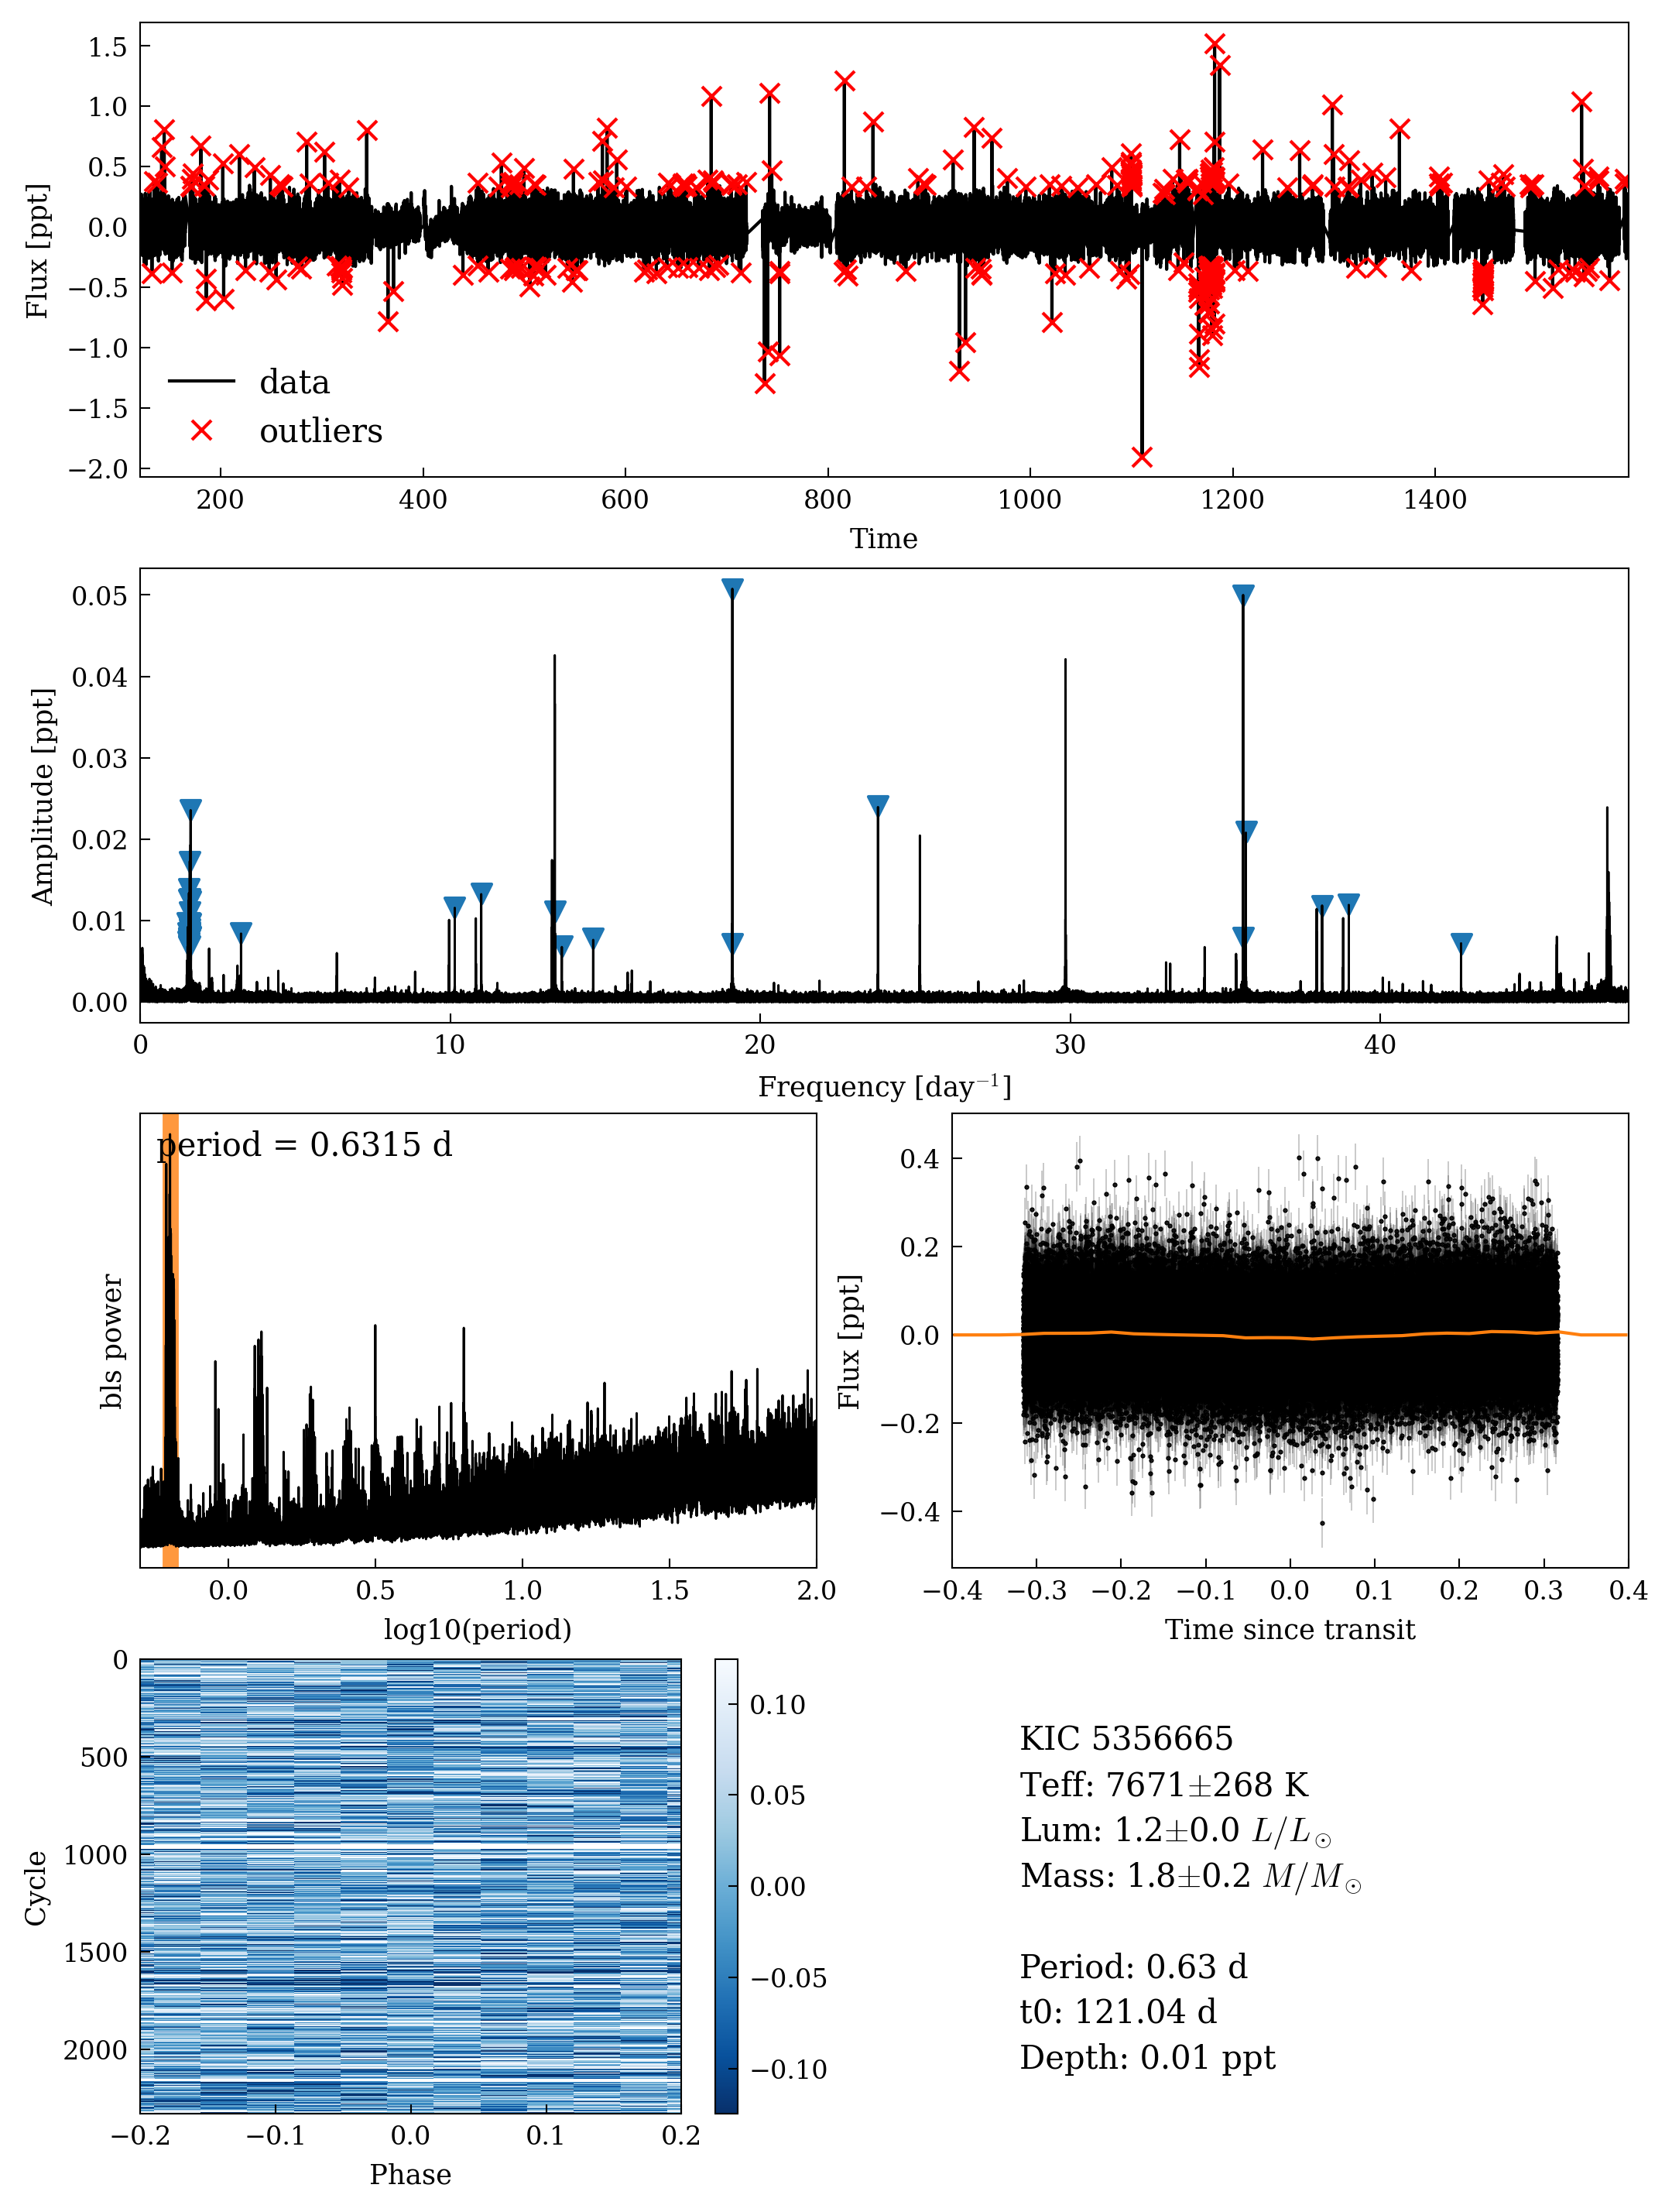 1.5
1.0
0.5
0.0
−0.5
−1.0
−1.5
−2.0
Flux [ppt]
data
outliers
200 400 600 800 1000 1200 1400
Time
0.05
0.04
0.03
0.02
0.01
0.00
Amplitude [ppt]
0 10 20 30 40
Frequency [day⁻¹]
period = 0.6315 d
bls power
0.0 0.5 1.0 1.5 2.0
log10(period)
0.4
0.2
0.0
−0.2
−0.4
Flux [ppt]
−0.4 −0.3 −0.2 −0.1 0.0 0.1 0.2 0.3 0.4
Time since transit
0
500
1000
1500
2000
Cycle
−0.2 −0.1 0.0 0.1 0.2
Phase
0.10
0.05
0.00
−0.05
−0.10
KIC 5356665
Teff: 7671±268 K
Lum: 1.2±0.0 L/L☉
Mass: 1.8±0.2 M/M☉
Period: 0.63 d
t0: 121.04 d
Depth: 0.01 ppt